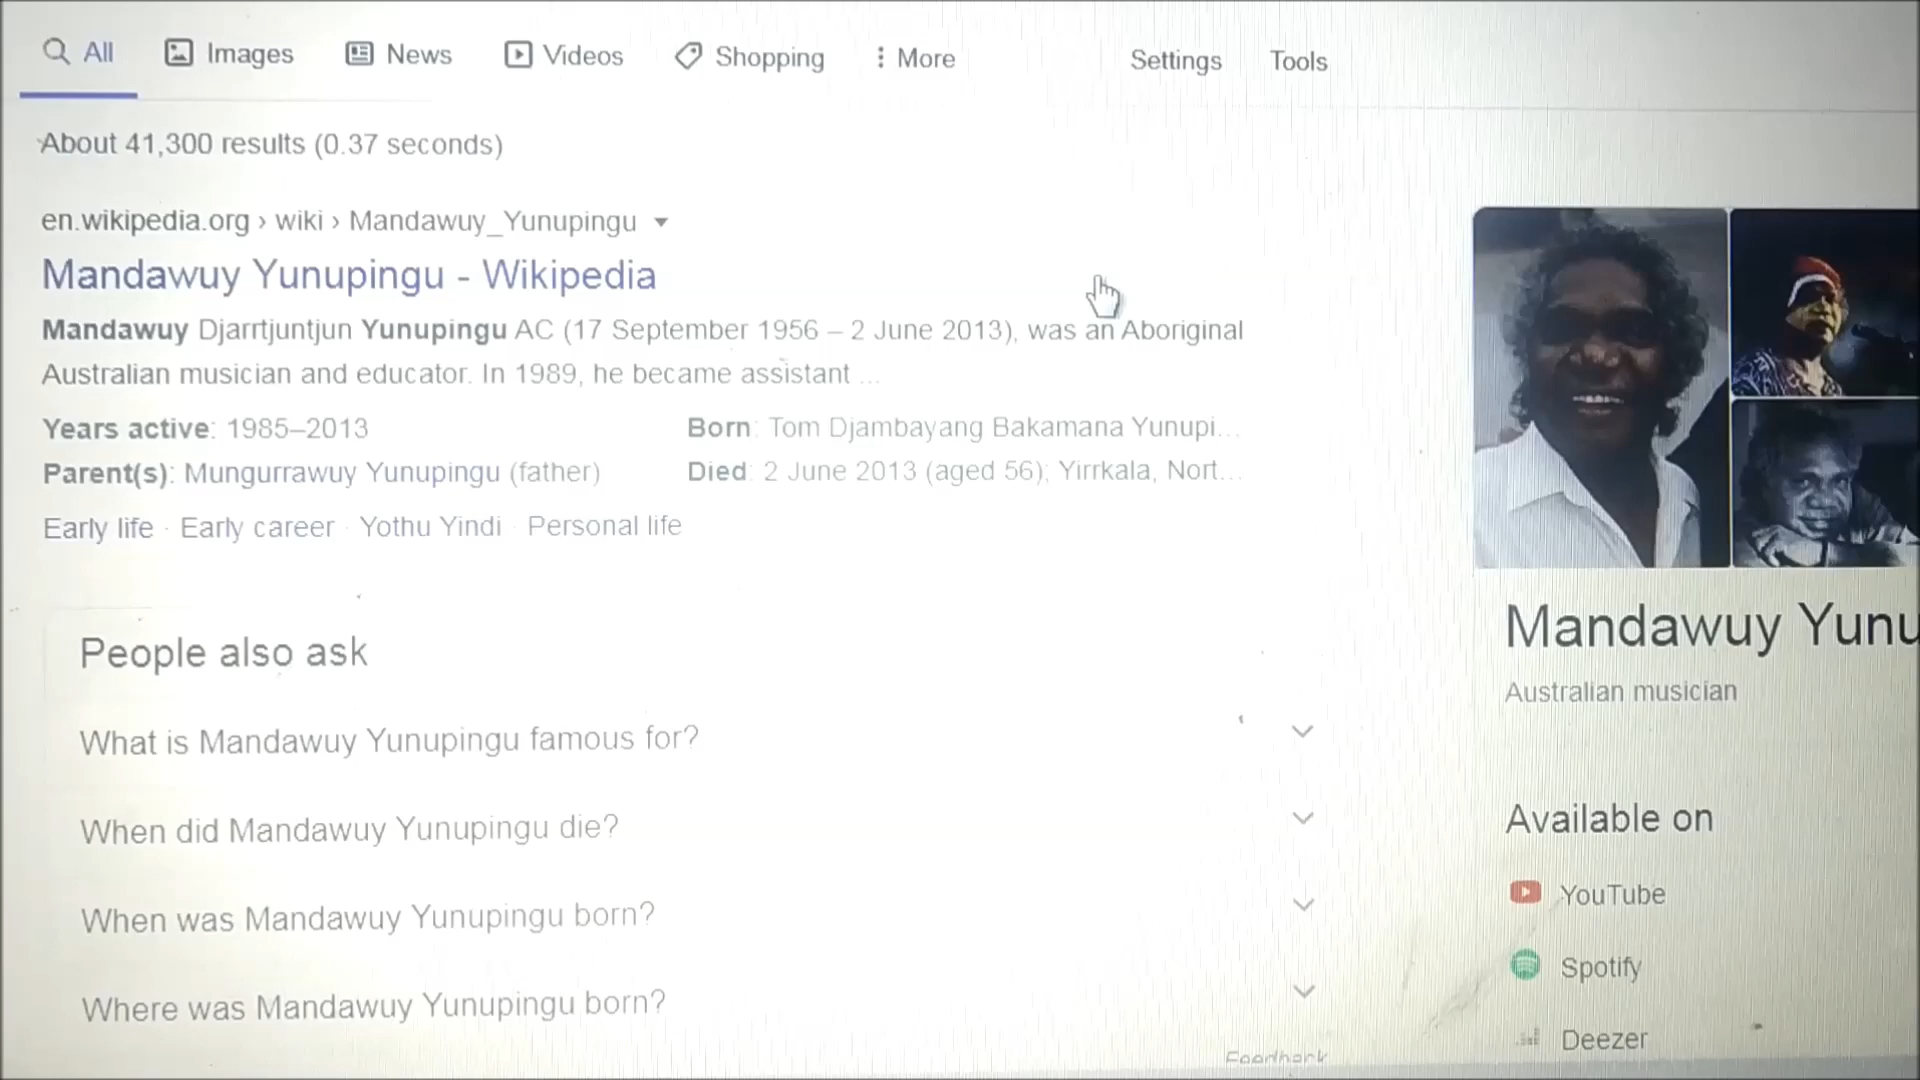 All Images News Videos Shopping More Settings Tools
About 41,300 results (0.37 seconds)
en.wikipedia.org › wiki › Mandawuy_Yunupingu
Mandawuy Yunupingu - Wikipedia
Mandawuy Djarrtjuntjun Yunupingu AC (17 September 1956 – 2 June 2013), was an Aboriginal
Australian musician and educator. In 1989, he became assistant ...
Years active: 1985–2013
Born: Tom Djambayang Bakamana Yunupi...
Parent(s): Mungurrawuy Yunupingu (father)
Died: 2 June 2013 (aged 56); Yirrkala, Nort...
Early life · Early career · Yothu Yindi · Personal life
People also ask
What is Mandawuy Yunupingu famous for?
When did Mandawuy Yunupingu die?
When was Mandawuy Yunupingu born?
Where was Mandawuy Yunupingu born?
Feedback
Mandawuy Yunu
Australian musician
Available on
YouTube
Spotify
Deezer